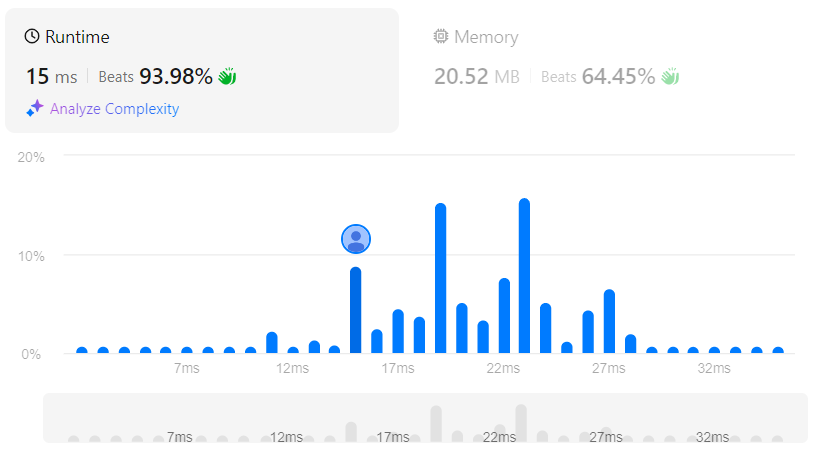 Runtime
Memory
15 ms Beats 93.98%
20.52 MB Beats 64.45%
Analyze Complexity
20%
10%
0%
7ms 12ms 17ms 22ms 27ms 32ms
7ms 12ms 17ms 22ms 27ms 32ms